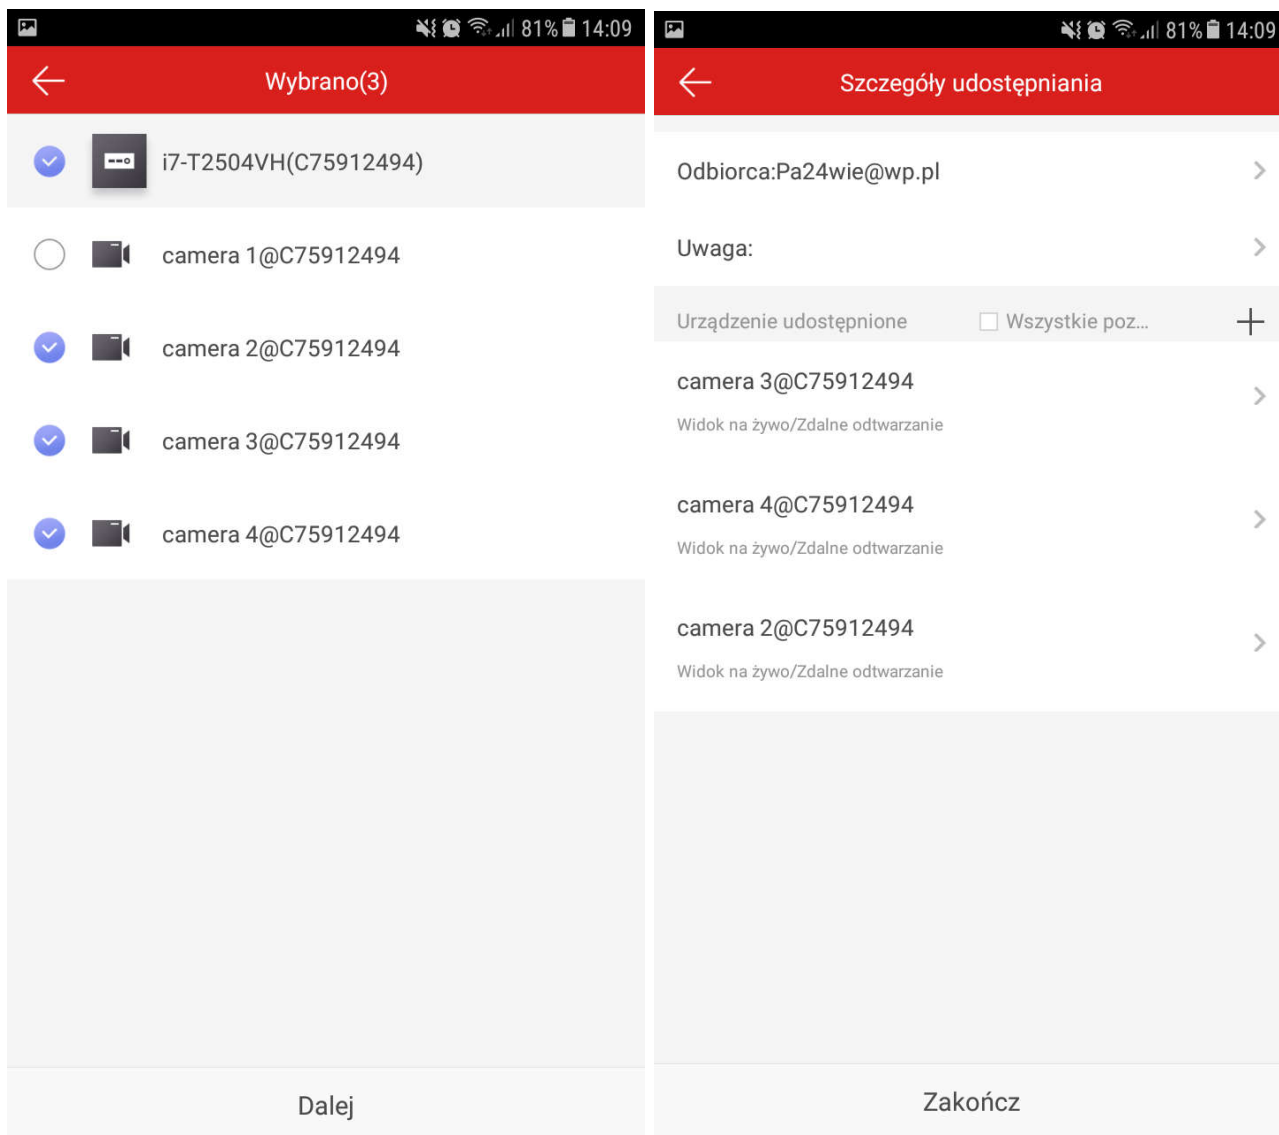 81% 14:09
Wybrano(3)
i7-T2504VH(C75912494)
camera 1@C75912494
camera 2@C75912494
camera 3@C75912494
camera 4@C75912494
Dalej
81% 14:09
Szczegóły udostępniania
Odbiorca:Pa24wie@wp.pl
Uwaga:
Urządzenie udostępnione Wszystkie poz...
camera 3@C75912494
Widok na żywo/Zdalne odtwarzanie
camera 4@C75912494
Widok na żywo/Zdalne odtwarzanie
camera 2@C75912494
Widok na żywo/Zdalne odtwarzanie
Zakończ